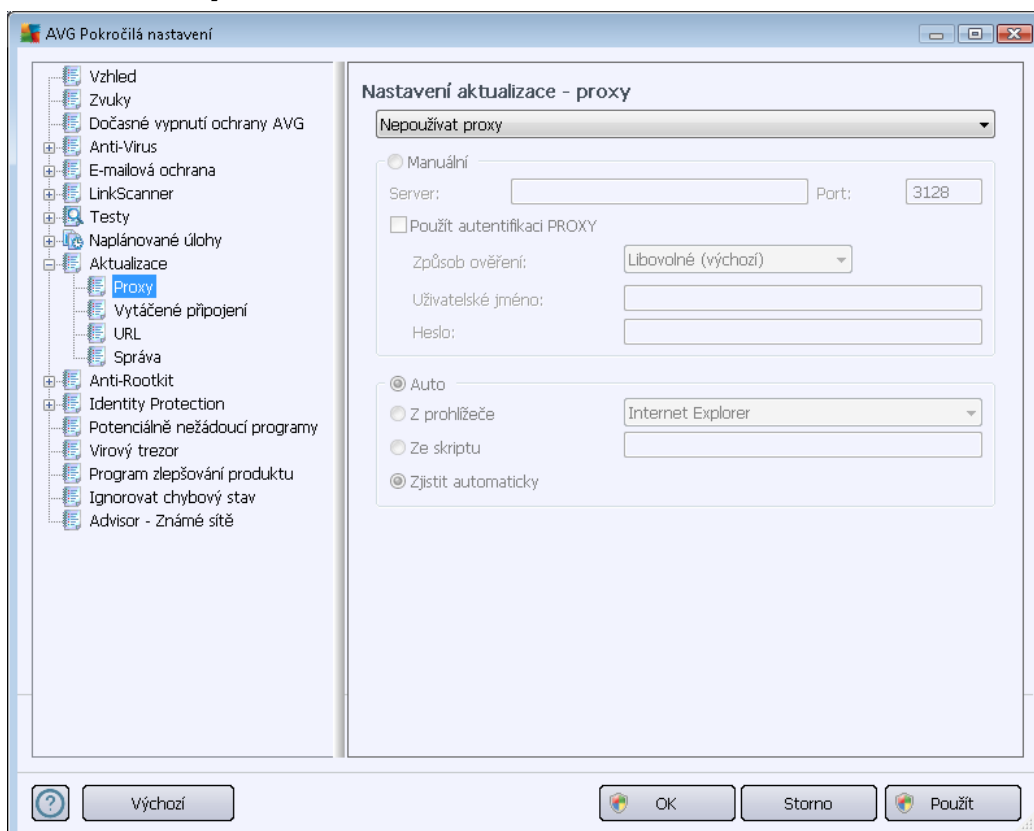 AVG Pokročilá nastavení
Vzhled
Zvuky
Dočasné vypnutí ochrany AVG
Anti-Virus
E-mailová ochrana
LinkScanner
Testy
Naplánované úlohy
Aktualizace
Proxy
Vytáčené připojení
URL
Správa
Anti-Rootkit
Identity Protection
Potenciálně nežádoucí programy
Virový trezor
Program zlepšování produktu
Ignorovat chybový stav
Advisor - Známé sítě
Nastavení aktualizace - proxy
Nepoužívat proxy
Manuální
Server: Port: 3128
Použít autentifikaci PROXY
Způsob ověření: Libovolné (výchozí)
Uživatelské jméno:
Heslo:
Auto
Z prohlížeče Internet Explorer
Ze skriptu
Zjistit automaticky
Výchozí OK Storno Použít